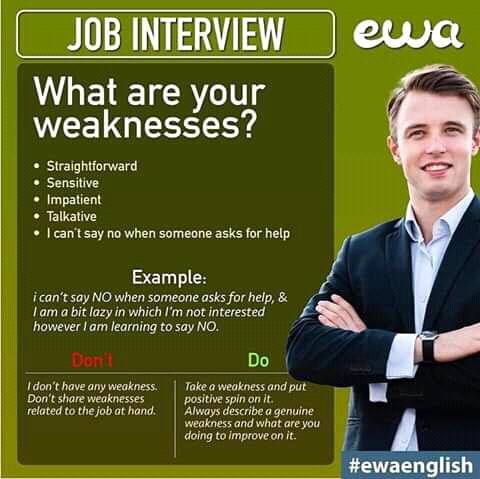 JOB INTERVIEW
ewa
What are your
weaknesses?
• Straightforward
• Sensitive
• Impatient
• Talkative
• I can't say no when someone asks for help
Example:
i can't say NO when someone asks for help, &
I am a bit lazy in which I'm not interested
however I am learning to say NO.
Don't
I don't have any weakness.
Don't share weaknesses
related to the job at hand.
Do
Take a weakness and put
positive spin on it.
Always describe a genuine
weakness and what are you
doing to improve on it.
#ewaenglish